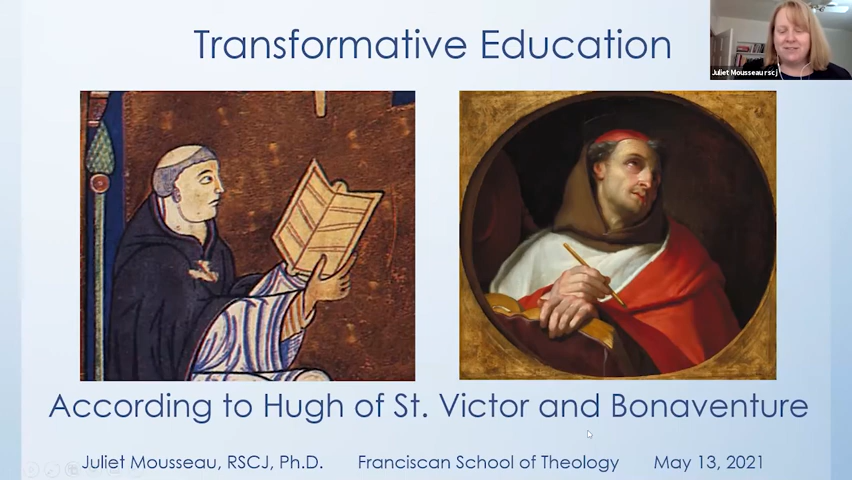 Transformative Education
Juliet Mousseau rscj
According to Hugh of St. Victor and Bonaventure
Juliet Mousseau, RSCJ, Ph.D. Franciscan School of Theology May 13, 2021